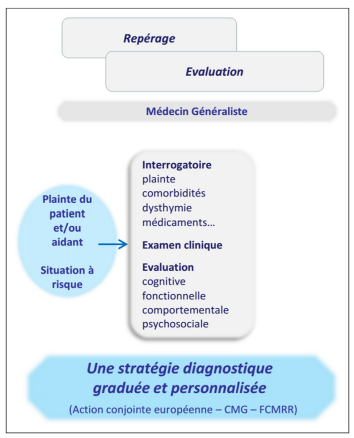 Repérage
Evaluation
Médecin Généraliste
Plainte du
patient
et/ou
aidant
Situation à
risque
Interrogatoire
plainte
comorbidités
dysthymie
médicaments…
Examen clinique
Evaluation
cognitive
fonctionnelle
comportementale
psychosociale
Une stratégie diagnostique
graduée et personnalisée
(Action conjointe européenne – CMG – FCMRR)